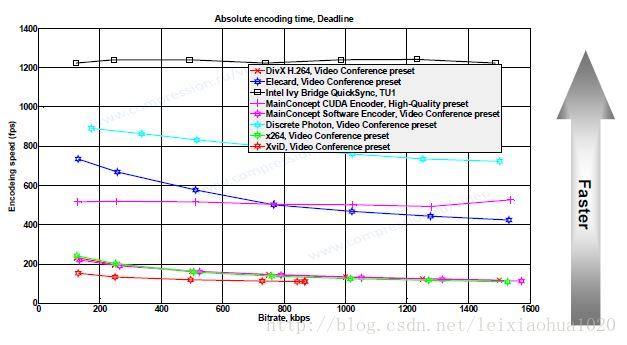 Absolute encoding time, Deadline
1400
1200
1000
800
600
400
200
0
Encodeing speed (fps)
DivX H.264, Video Conference preset
Elecard, Video Conference preset
Intel Ivy Bridge QuickSync, TU1
MainConcept CUDA Encoder, High-Quality preset
MainConcept Software Encoder, Video Conference preset
Discrete Photon, Video Conference preset
x264, Video Conference preset
XviD, Video Conference preset
0 200 400 600 800 1000 1200 1400 1600
Bitrate, kbps
Faster
http://blog.csdn.net/leixiaohua1020